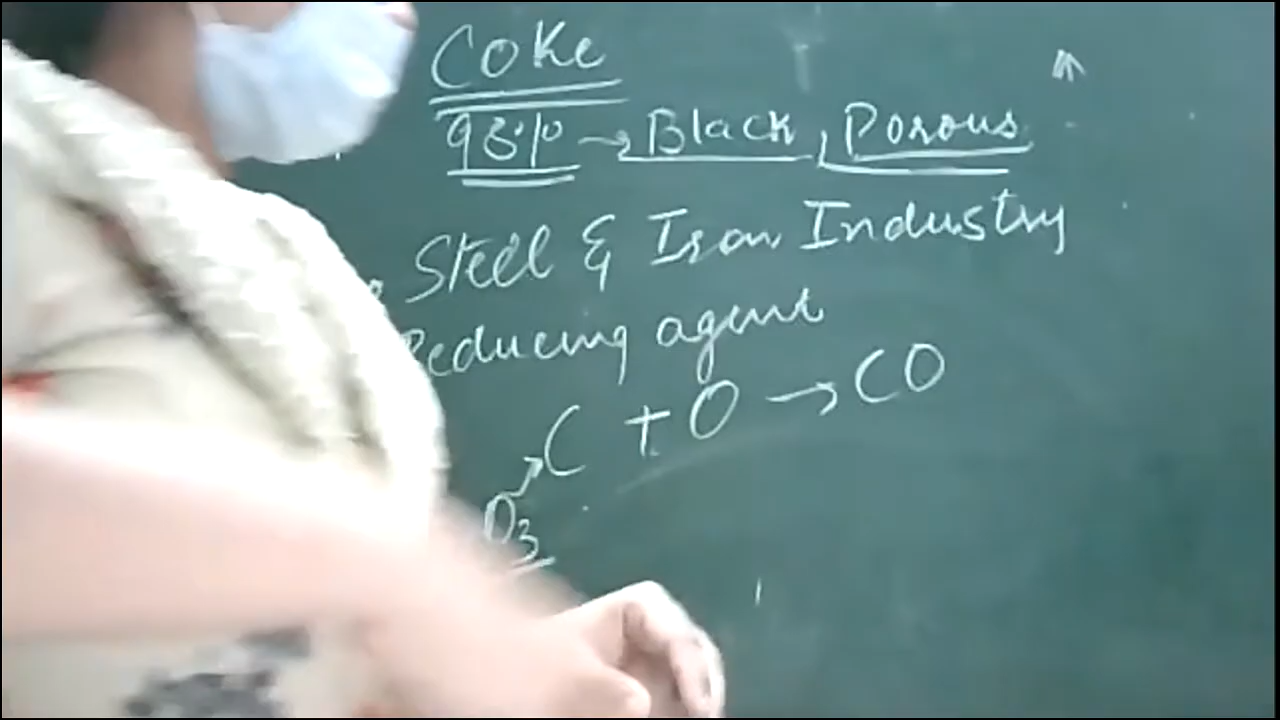 Coke
98% → Black, Porous
Steel & Iron Industry
Reducing agent
C + O → CO
O3